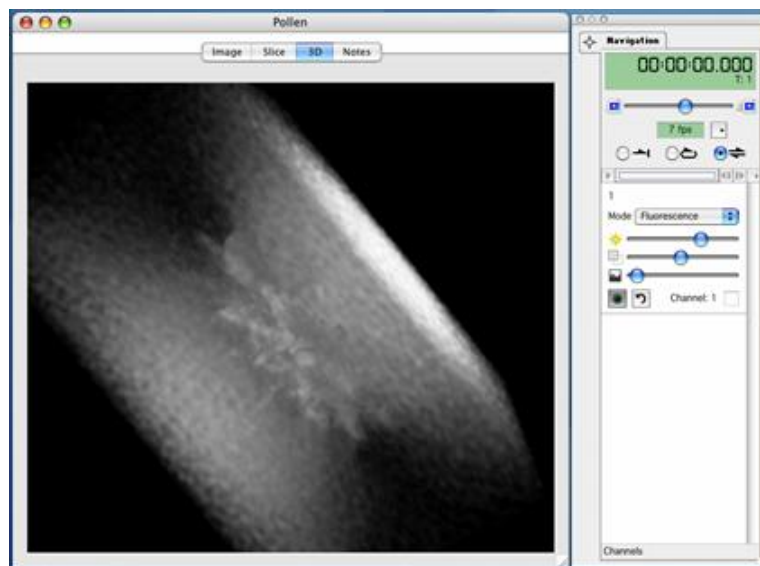 Pollen
Image Slice 3D Notes
Navigation
00:00:00.000
T: 1
7 fps
1
Mode Fluorescence
Channel: 1
Channels